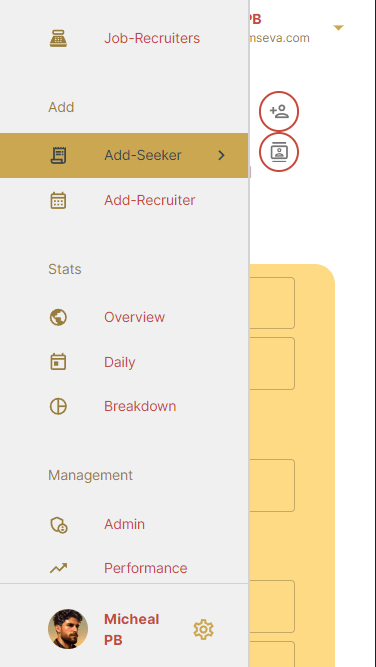 Job-Recruiters
PB
mseva.com
Add
Add-Seeker
Add-Recruiter
Stats
Overview
Daily
Breakdown
Management
Admin
Performance
Micheal
PB